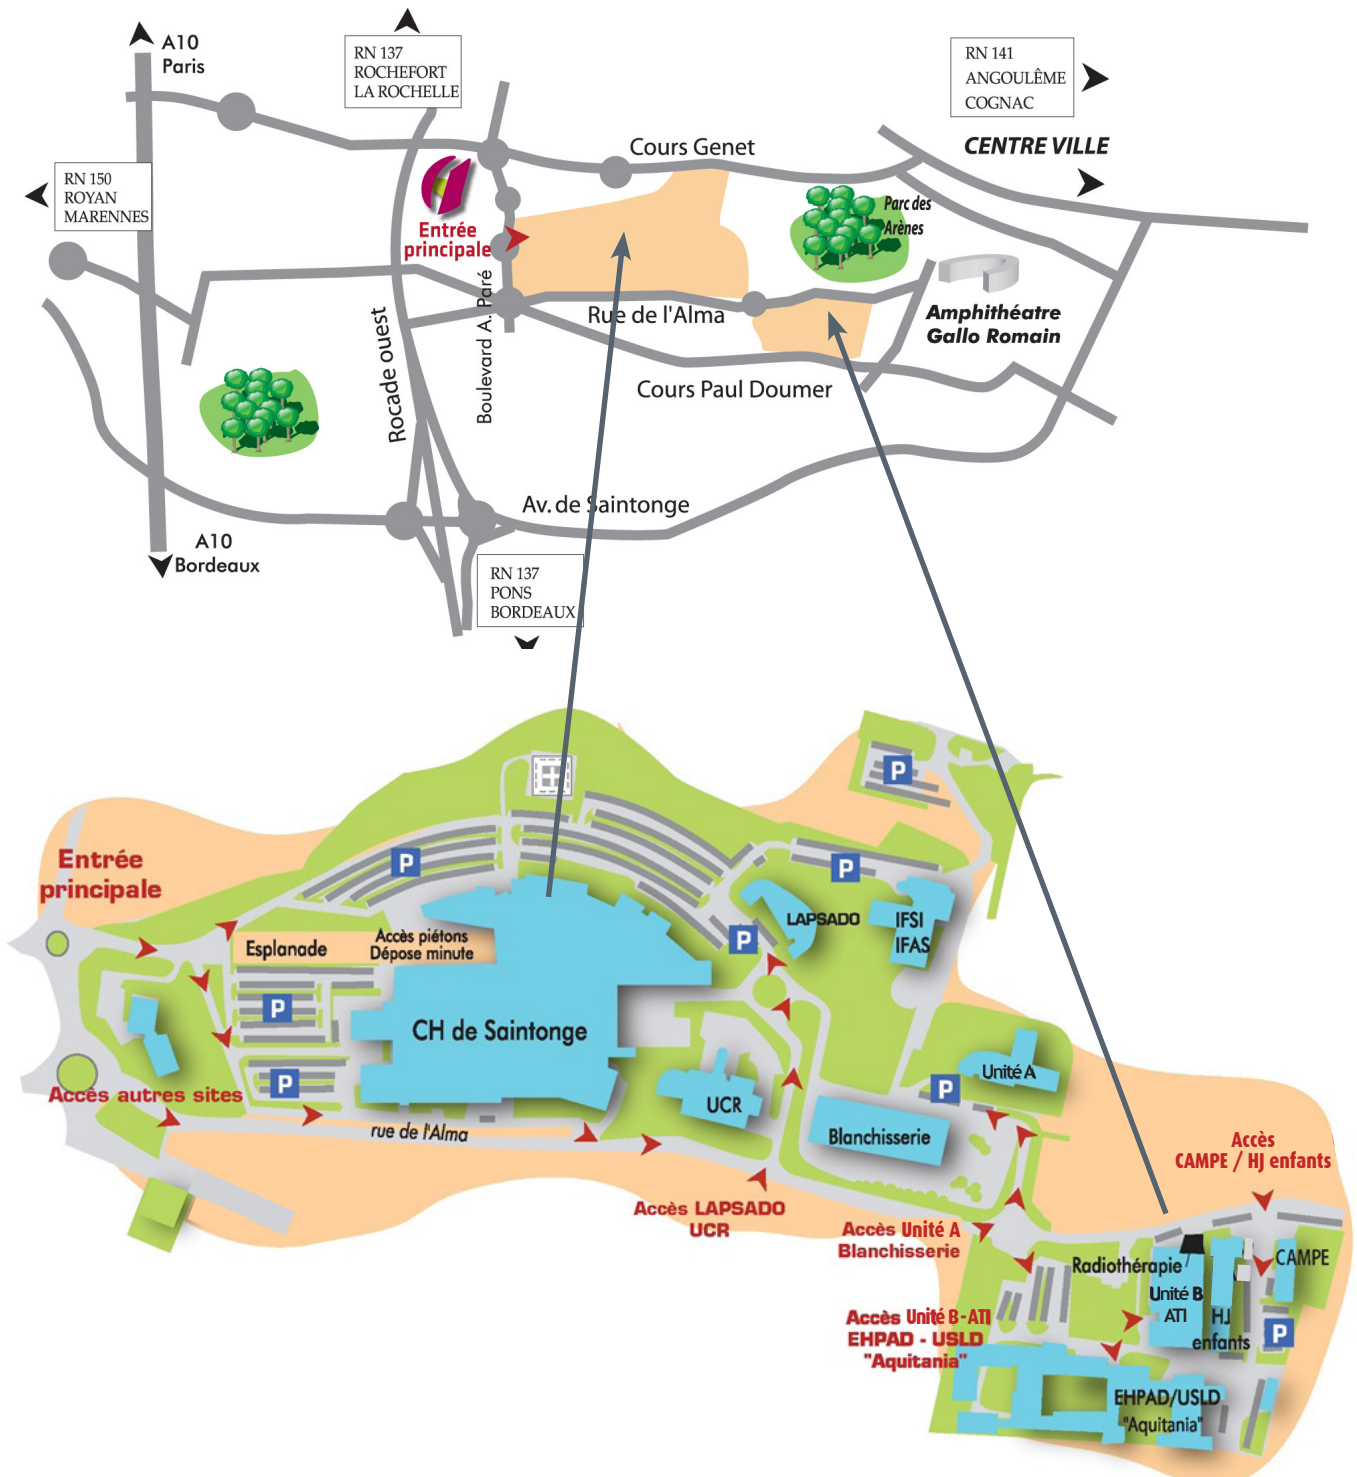 A10
Paris
RN 137
ROCHEFORT
LA ROCHELLE
RN 141
ANGOULÊME
COGNAC
CENTRE VILLE
Cours Genet
RN 150
ROYAN
MARENNES
Parc des
Arènes
Entrée
principale
Boulevard A. Paré
Rue de l'Alma
Amphithéatre
Gallo Romain
Rocade ouest
Cours Paul Doumer
Av. de Saintonge
A10
Bordeaux
RN 137
PONS
BORDEAUX
P
Entrée
principale
P
P
LAPSADO
IFSI
IFAS
Esplanade
Accès piétons
Dépose minute
P
P
CH de Saintonge
Unité A
P
P
Accès autres sites
UCR
rue de l'Alma
Blanchisserie
Accès
CAMPE / HJ enfants
Accès LAPSADO
UCR
Accès Unité A
Blanchisserie
Radiothérapie
CAMPE
Unité B
ATI
HJ
enfants
P
Accès Unité B-ATI
EHPAD - USLD
"Aquitania"
EHPAD/USLD
"Aquitania"